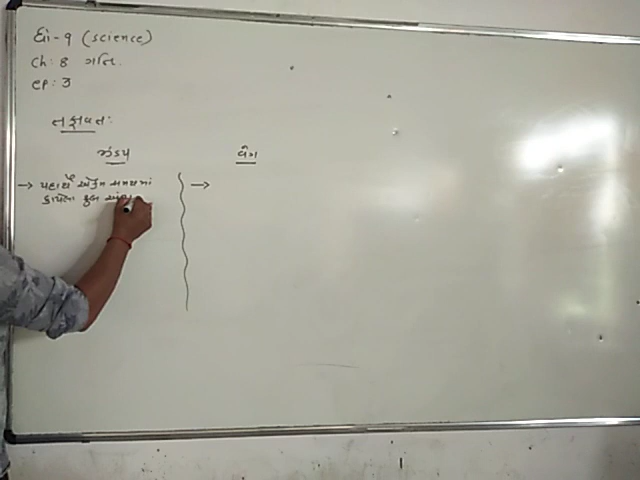 ધો-9 (science)
ch: 8 ગતિ.
ep: 3
તફાવત:
ઝડપ
વેગ
→ પદાર્થે એકમ સમયમાં
કાપેલા કુલ
→